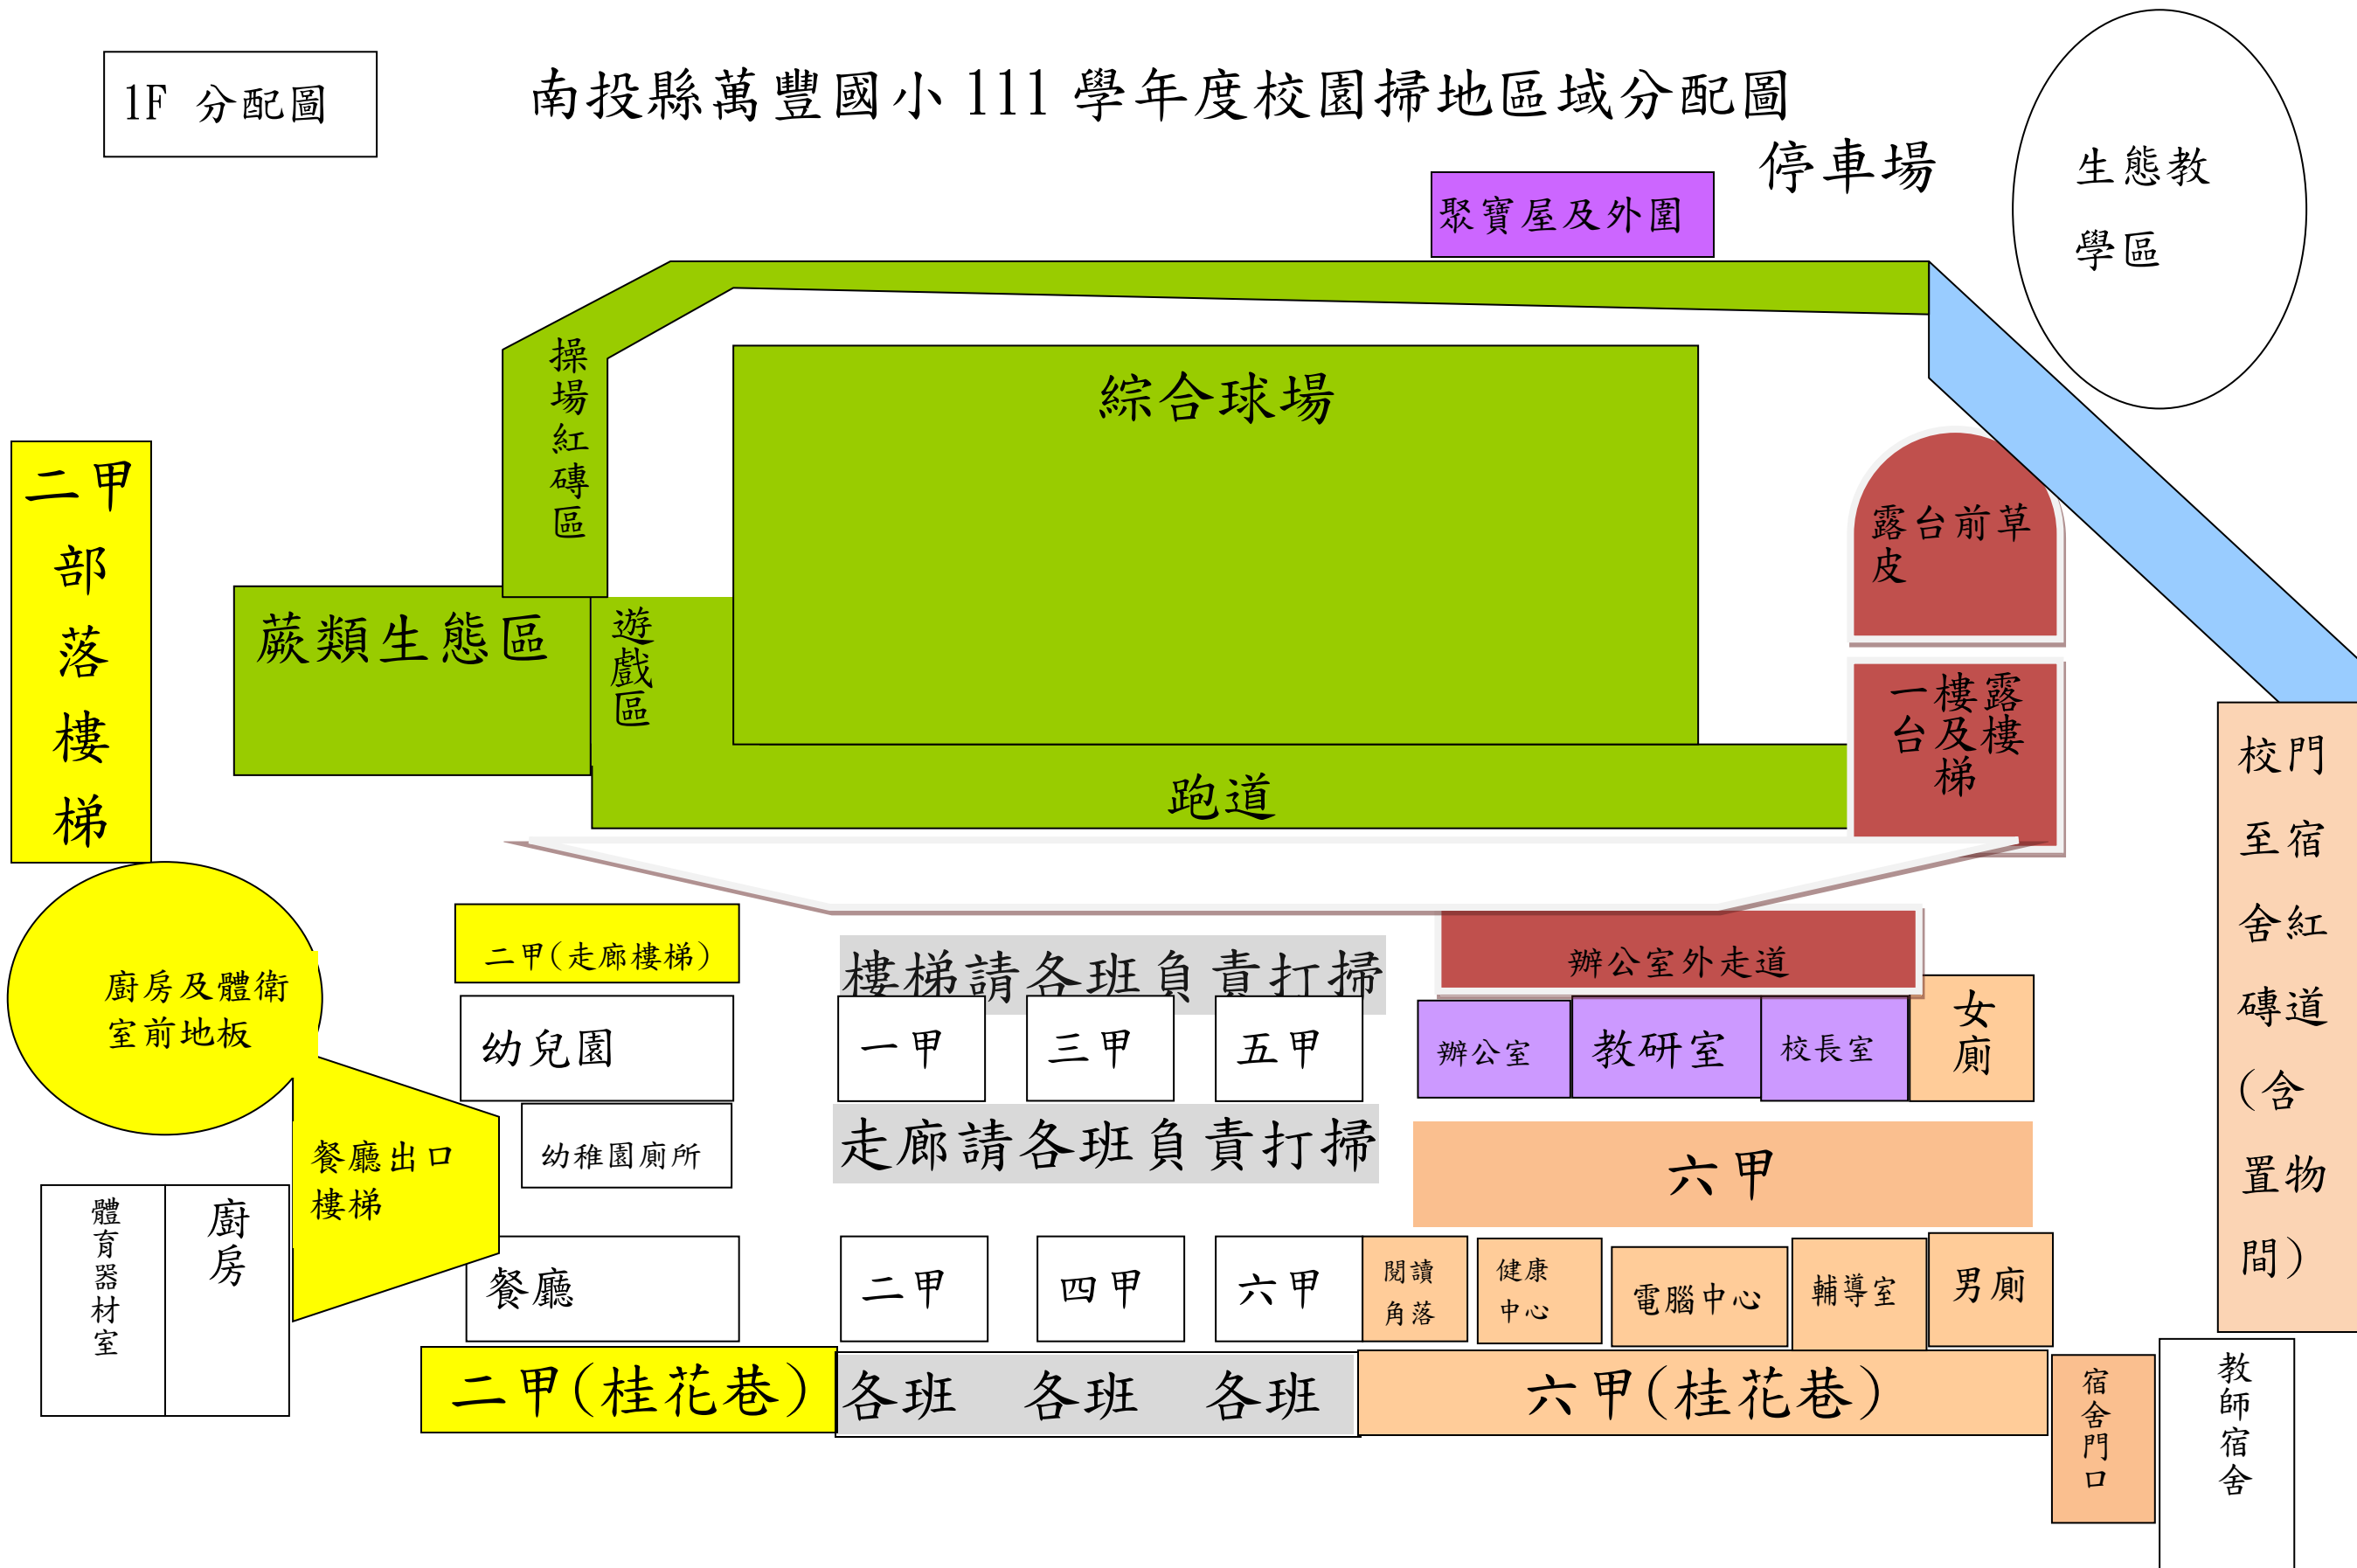 1F 分配圖
南投縣萬豐國小 111 學年度校園掃地區域分配圖
停車場
生態教
學區
聚寶屋及外圍
操場紅磚區
綜合球場
二甲
部
落
樓
梯
露台前草
皮
蕨類生態區
遊戲區
一樓露
台及樓
梯
跑道
校門
至宿
舍紅
磚道
(含
置物
間)
二甲(走廊樓梯)
樓梯請各班負責打掃
辦公室外走道
廚房及體衛
室前地板
幼兒園
一甲
三甲
五甲
辦公室
教研室
校長室
女廁
幼稚園廁所
走廊請各班負責打掃
六甲
餐廳出口
樓梯
體育器材室
廚房
餐廳
二甲
四甲
六甲
閱讀
角落
健康
中心
電腦中心
輔導室
男廁
二甲(桂花巷)
各班 各班 各班
六甲(桂花巷)
宿舍門口
教師宿舍